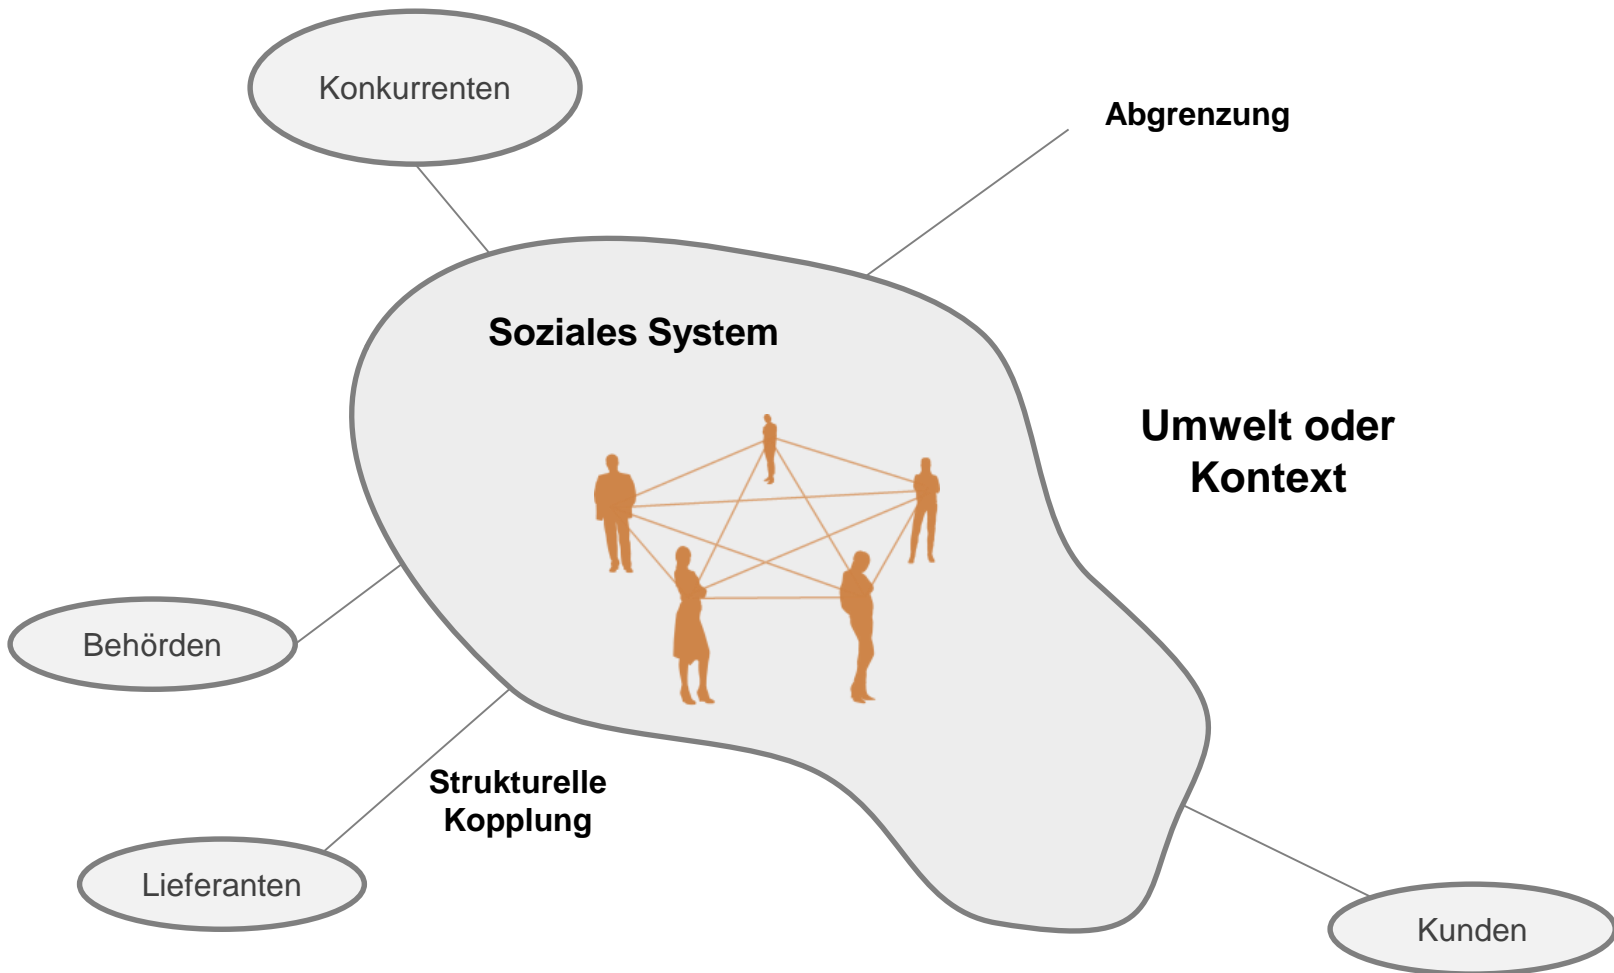 Konkurrenten
Abgrenzung
Soziales System
Umwelt oder
Kontext
Behörden
Strukturelle
Kopplung
Lieferanten
Kunden